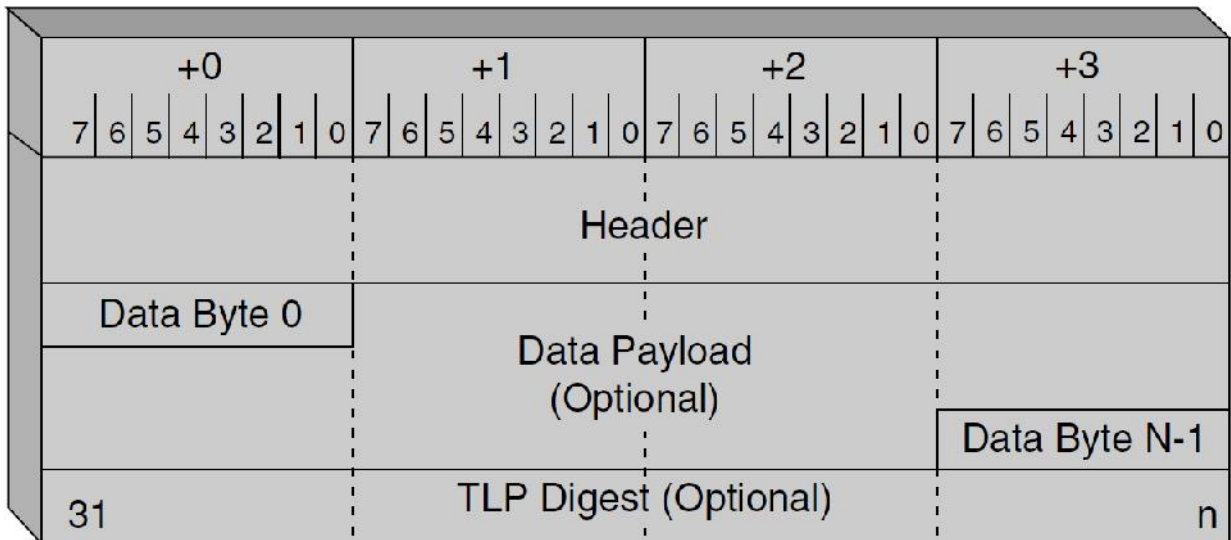 +0 +1 +2 +3
7 6 5 4 3 2 1 0 7 6 5 4 3 2 1 0 7 6 5 4 3 2 1 0 7 6 5 4 3 2 1 0
Header
Data Byte 0
Data Payload
(Optional)
Data Byte N-1
31 TLP Digest (Optional) n